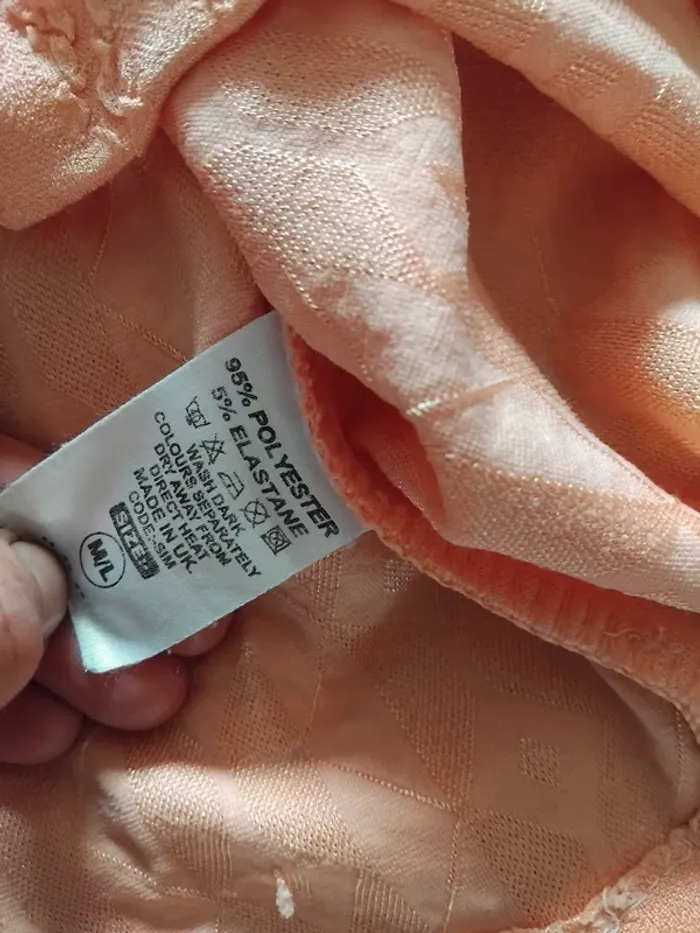 95% POLYESTER
5% ELASTANE
WASH DARK
COLOURS SEPARATELY
DRY AWAY FROM
DIRECT HEAT
MADE IN UK.
CODE:-SIM
SIZE
M/L